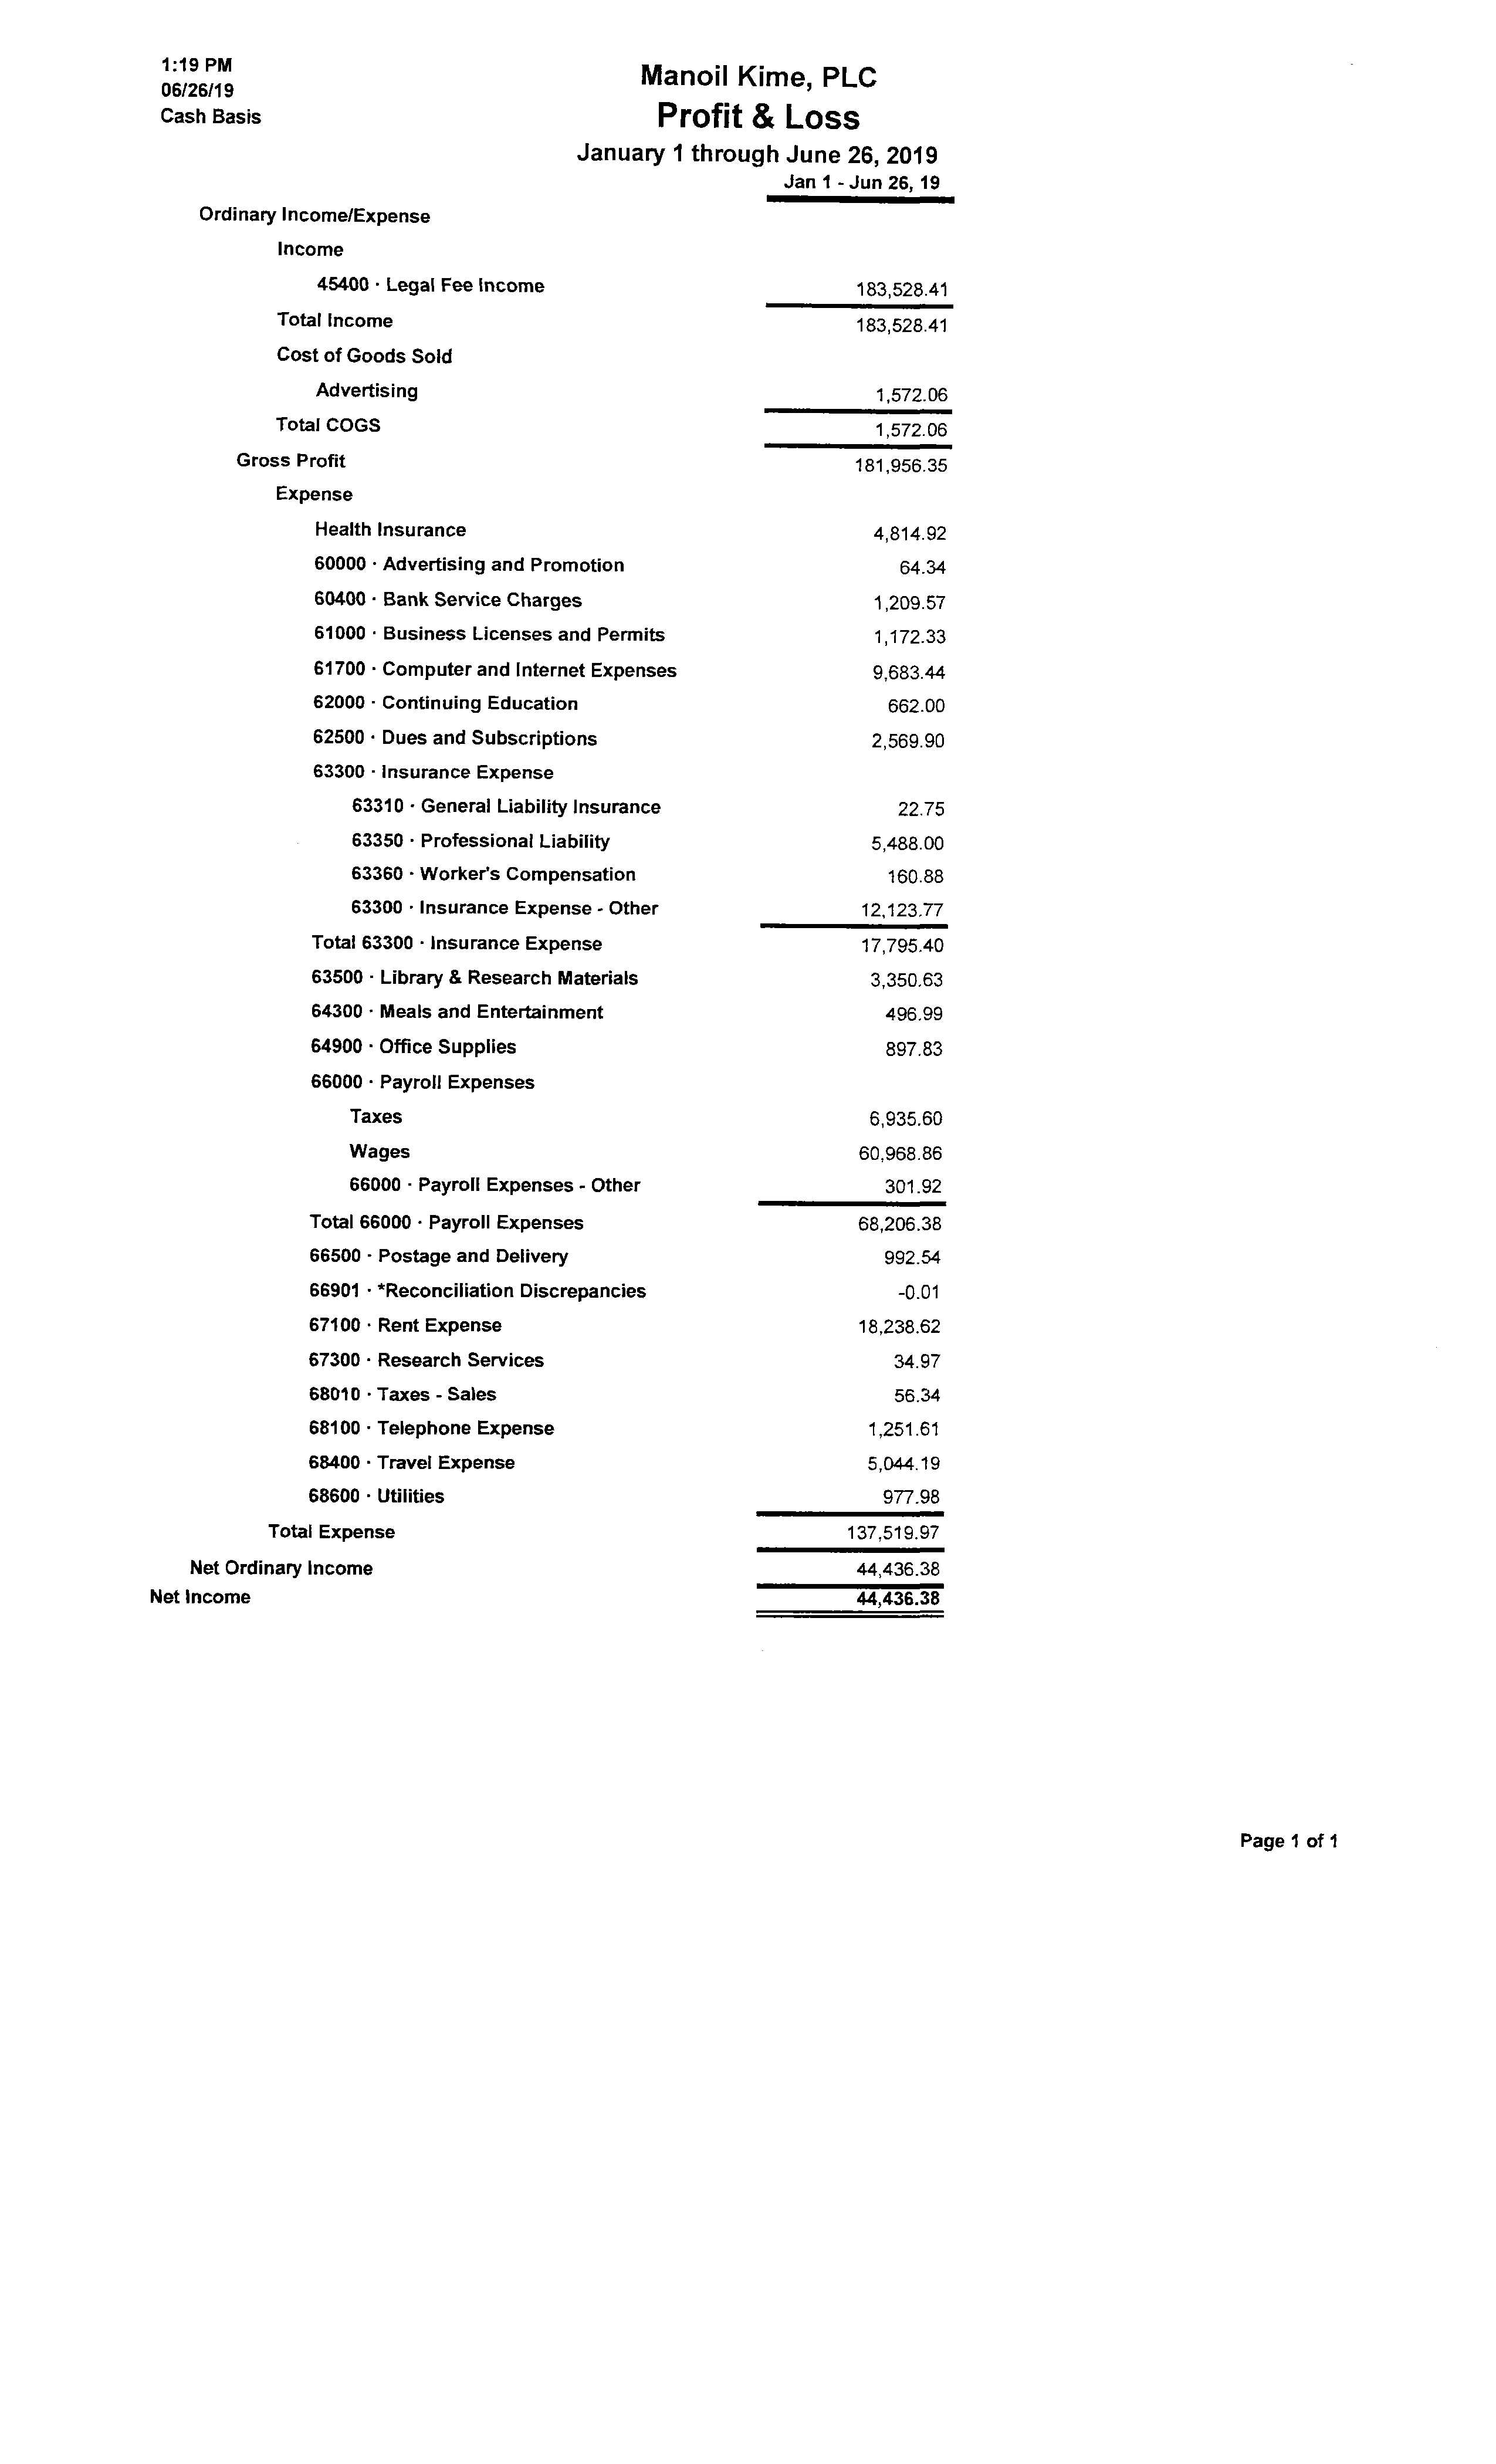 1:19 PM
06/26/19
Cash Basis
Manoil Kime, PLC
Profit & Loss
January 1 through June 26, 2019
Jan 1 - Jun 26, 19
Ordinary Income/Expense
Income
45400 · Legal Fee Income 183,528.41
Total Income 183,528.41
Cost of Goods Sold
Advertising 1,572.06
Total COGS 1,572.06
Gross Profit 181,956.35
Expense
Health Insurance 4,814.92
60000 · Advertising and Promotion 64.34
60400 · Bank Service Charges 1,209.57
61000 · Business Licenses and Permits 1,172.33
61700 · Computer and Internet Expenses 9,683.44
62000 · Continuing Education 662.00
62500 · Dues and Subscriptions 2,569.90
63300 · Insurance Expense
63310 · General Liability Insurance 22.75
63350 · Professional Liability 5,488.00
63360 · Worker's Compensation 160.88
63300 · Insurance Expense - Other 12,123.77
Total 63300 · Insurance Expense 17,795.40
63500 · Library & Research Materials 3,350.63
64300 · Meals and Entertainment 496.99
64900 · Office Supplies 897.83
66000 · Payroll Expenses
Taxes 6,935.60
Wages 60,968.86
66000 · Payroll Expenses - Other 301.92
Total 66000 · Payroll Expenses 68,206.38
66500 · Postage and Delivery 992.54
66901 · *Reconciliation Discrepancies -0.01
67100 · Rent Expense 18,238.62
67300 · Research Services 34.97
68010 · Taxes - Sales 56.34
68100 · Telephone Expense 1,251.61
68400 · Travel Expense 5,044.19
68600 · Utilities 977.98
Total Expense 137,519.97
Net Ordinary Income 44,436.38
Net Income 44,436.38
Page 1 of 1